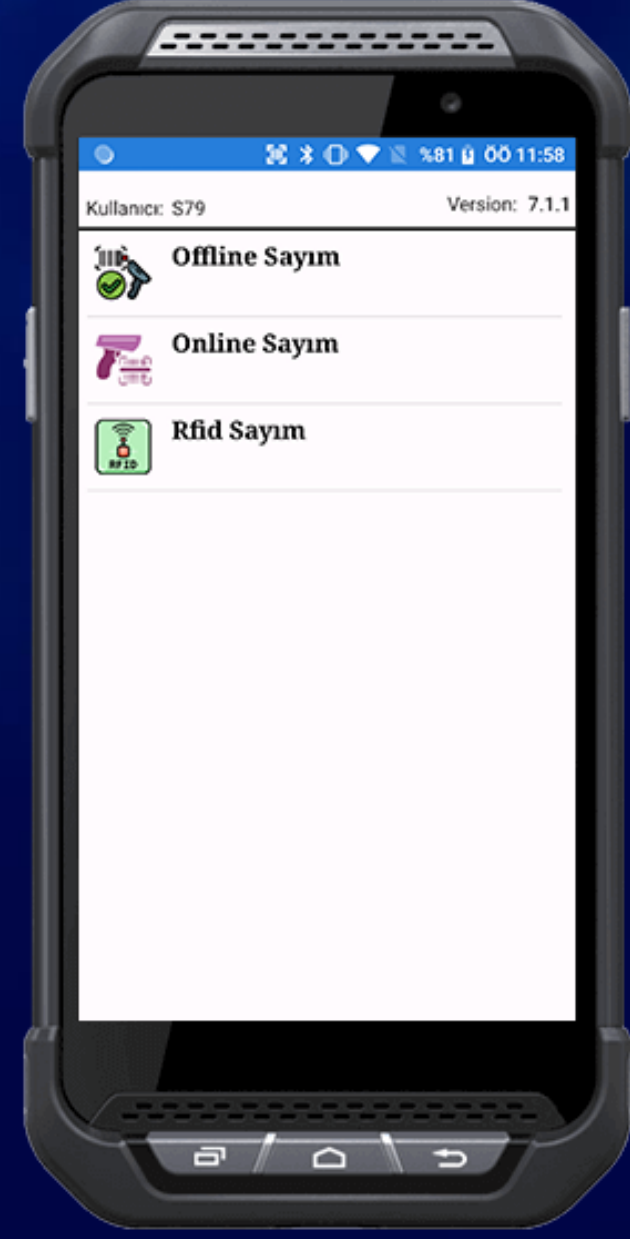 %81 ÖÖ 11:58
Kullanıcı: S79 Version: 7.1.1
Offline Sayım
Online Sayım
Rfid Sayım
RFID